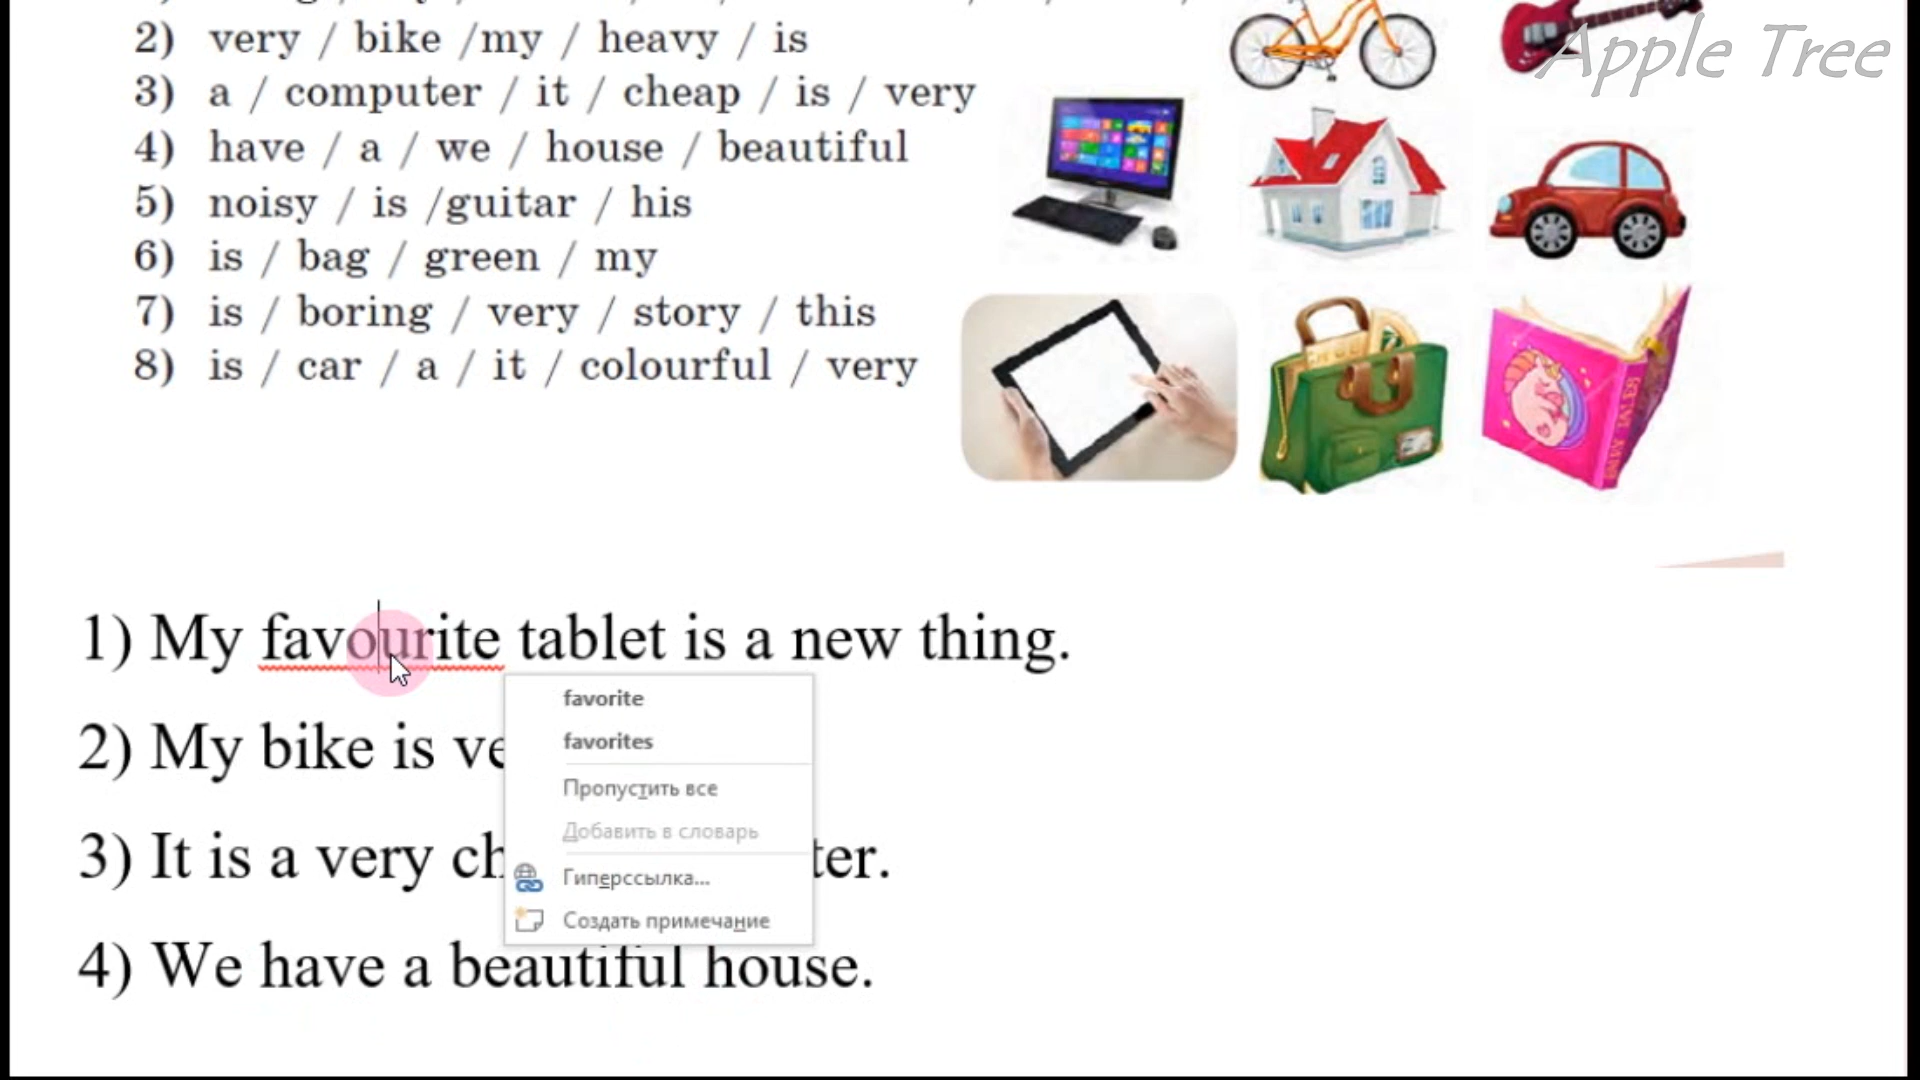 2) very / bike /my / heavy / is
3) a / computer / it / cheap / is / very
4) have / a / we / house / beautiful
5) noisy / is /guitar / his
6) is / bag / green / my
7) is / boring / very / story / this
8) is / car / a / it / colourful / very
Apple Tree
1) My favourite tablet is a new thing.
2) My bike is ve
3) It is a very ch ter.
4) We have a beautiful house.
favorite
favorites
Пропустить все
Добавить в словарь
Гиперссылка...
Создать примечание